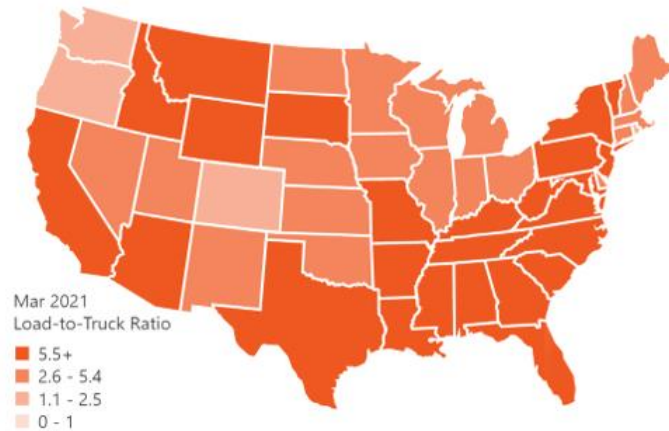 Mar 2021
Load-to-Truck Ratio
5.5+
2.6 - 5.4
1.1 - 2.5
0 - 1